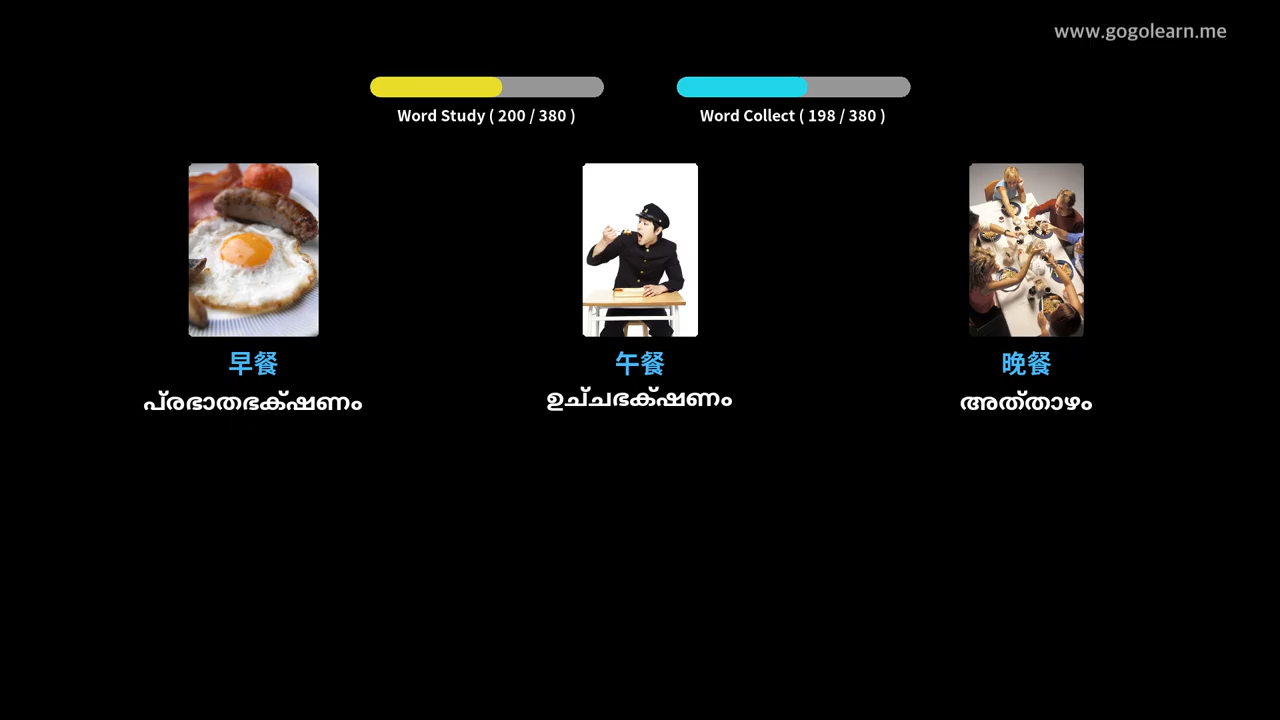 www.gogolearn.me
Word Study ( 200 / 380 )
Word Collect ( 198 / 380 )
早餐
午餐
晚餐
പ്രഭാതഭക്ഷണം
ഉച്ചഭക്ഷണം
അത്താഴം